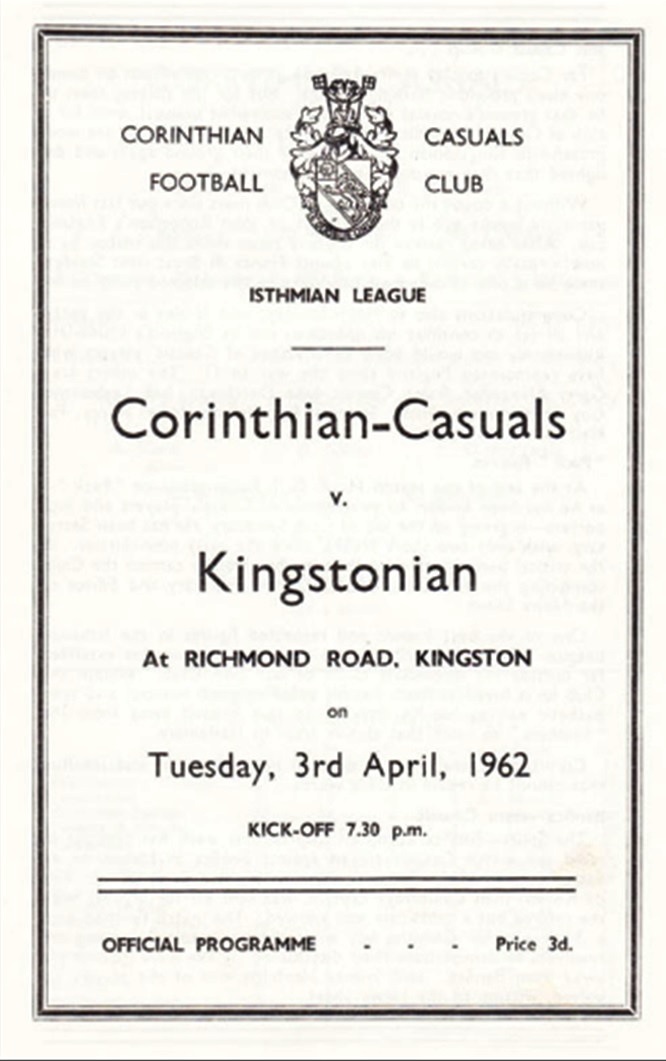 CORINTHIAN CASUALS
FOOTBALL CLUB
ISTHMIAN LEAGUE
Corinthian-Casuals
v.
Kingstonian
At RICHMOND ROAD, KINGSTON
on
Tuesday, 3rd April, 1962
KICK-OFF 7.30 p.m.
OFFICIAL PROGRAMME - - - Price 3d.